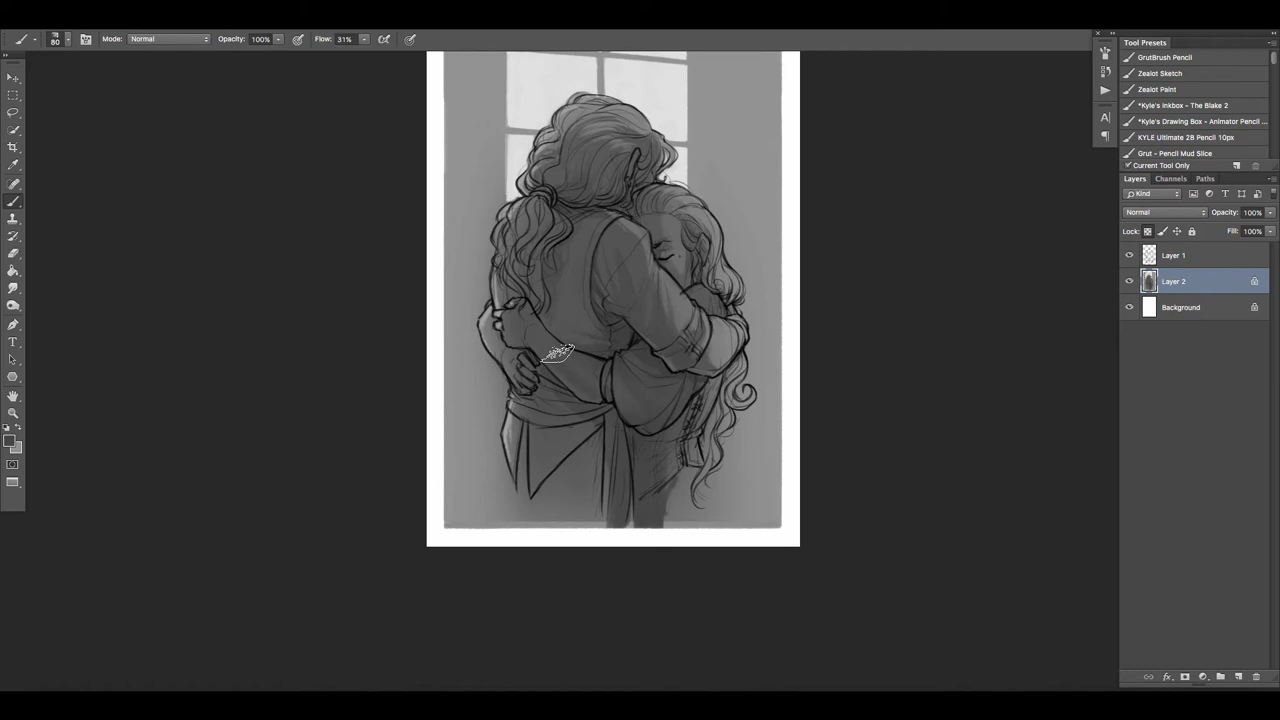 80 Mode: Normal Opacity: 100% Flow: 31%
Tool Presets
GrutBrush Pencil
Zealot Sketch
Zealot Paint
*Kyle's Inkbox - The Blake 2
*Kyle's Drawing Box - Animator Pencil ...
KYLE Ultimate 2B Pencil 10px
Grut - Pencil Mud Slice
Current Tool Only
Layers Channels Paths
Kind
Normal Opacity: 100%
Lock: Fill: 100%
Layer 1
Layer 2
Background